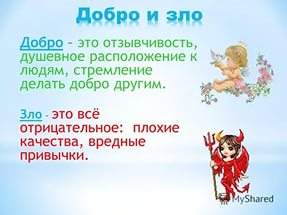 Добро и зло
Добро – это отзывчивость,
душевное расположение к
людям, стремление
делать добро другим.
Зло - это всё
отрицательное: плохие
качества, вредные
привычки.
MyShared